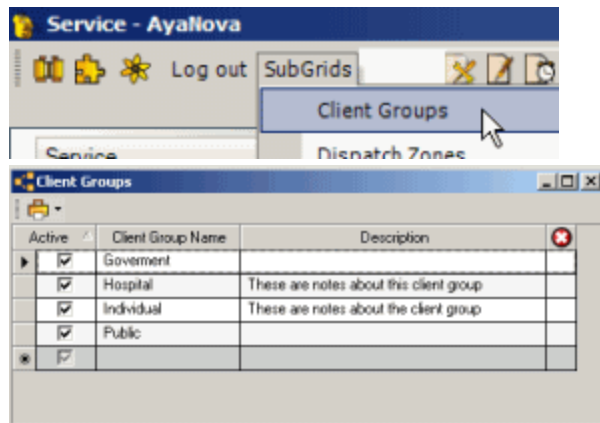 Service - AyaNova
Log out SubGrids
Client Groups
Service
Dispatch Zones
Client Groups
Active Client Group Name Description
Goverment
Hospital These are notes about this client group
Individual These are notes about the client group
Public